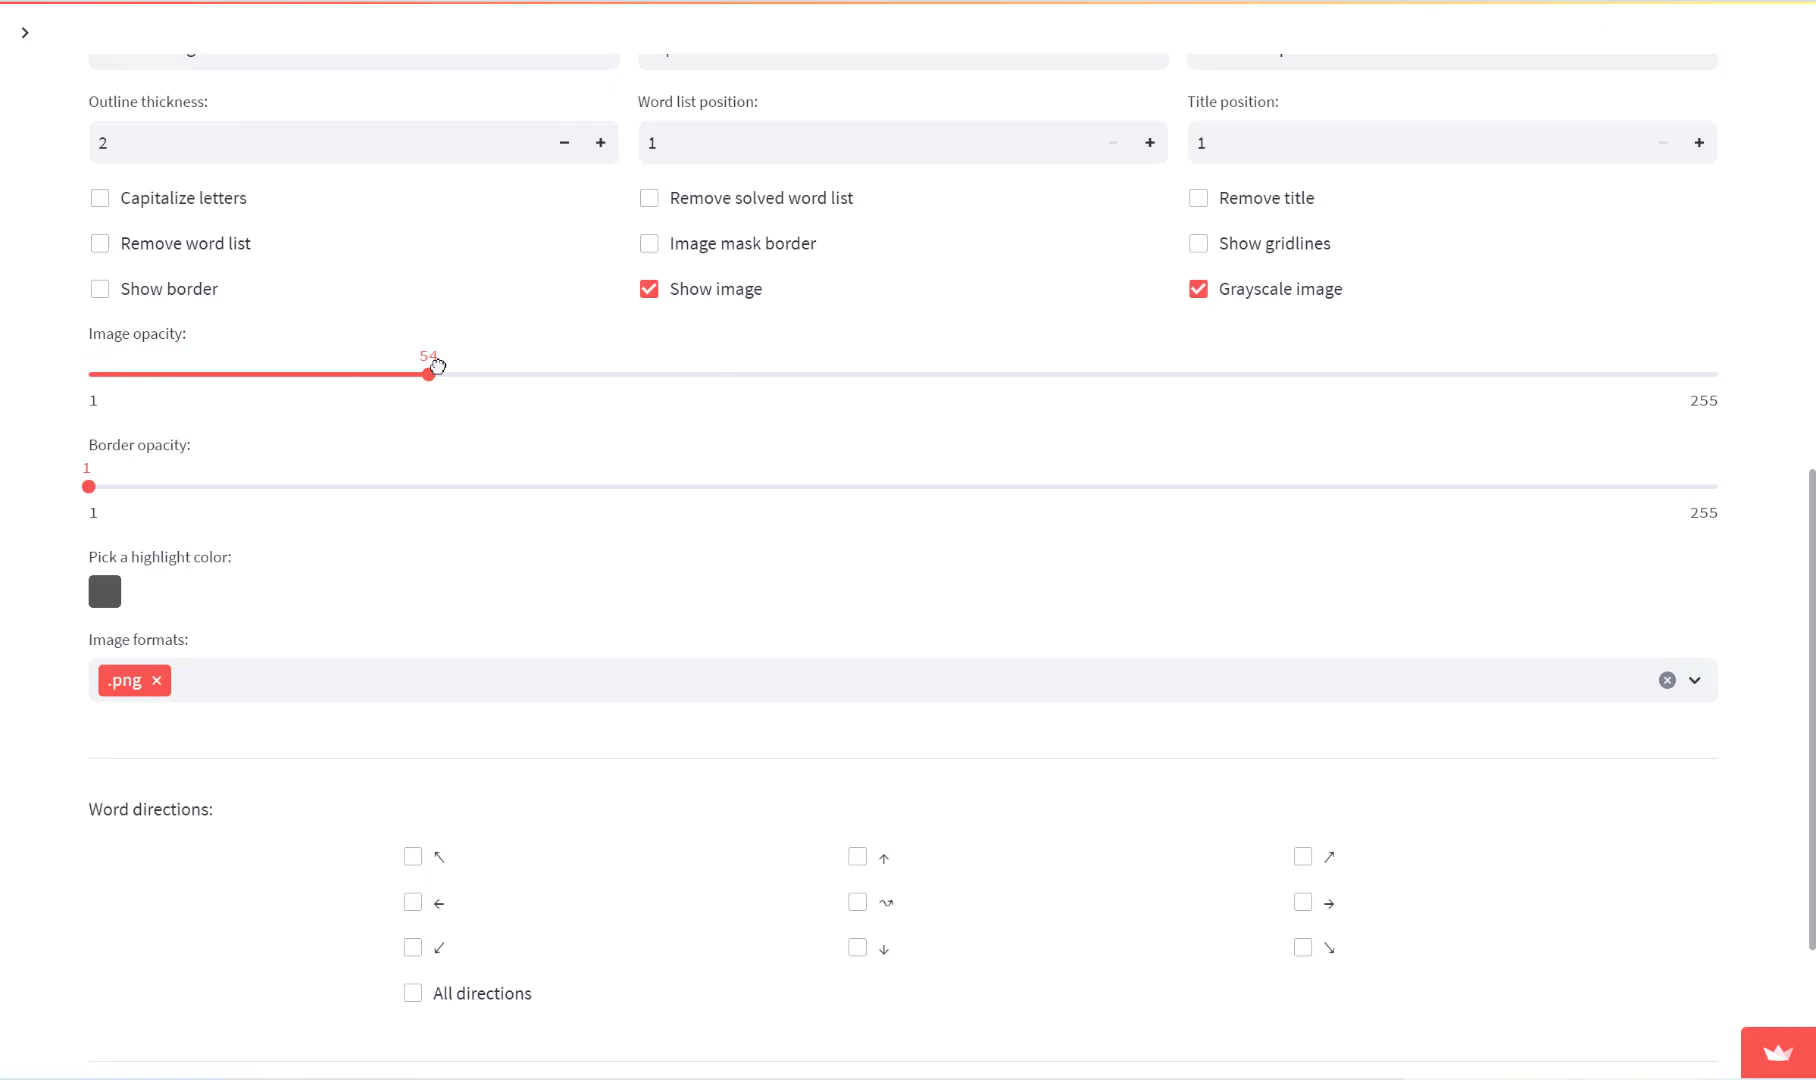 Outline thickness: Word list position: Title position:
2 − + 1 − + 1 − +
Capitalize letters Remove solved word list Remove title
Remove word list Image mask border Show gridlines
Show border Show image Grayscale image
Image opacity:
54
1 255
Border opacity:
1
1 255
Pick a highlight color:
Image formats:
.png ×
Word directions:
↖ ↑ ↗
← ↝ →
↙ ↓ ↘
All directions